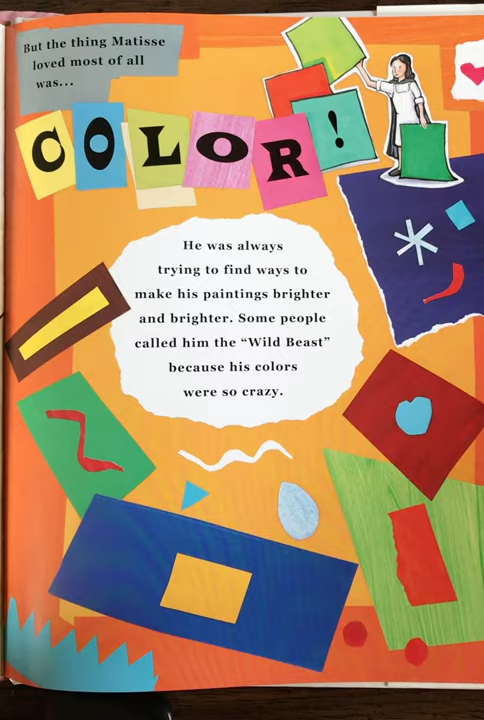 But the thing Matisse
loved most of all
was...
COLOR!
He was always
trying to find ways to
make his paintings brighter
and brighter. Some people
called him the “Wild Beast”
because his colors
were so crazy.